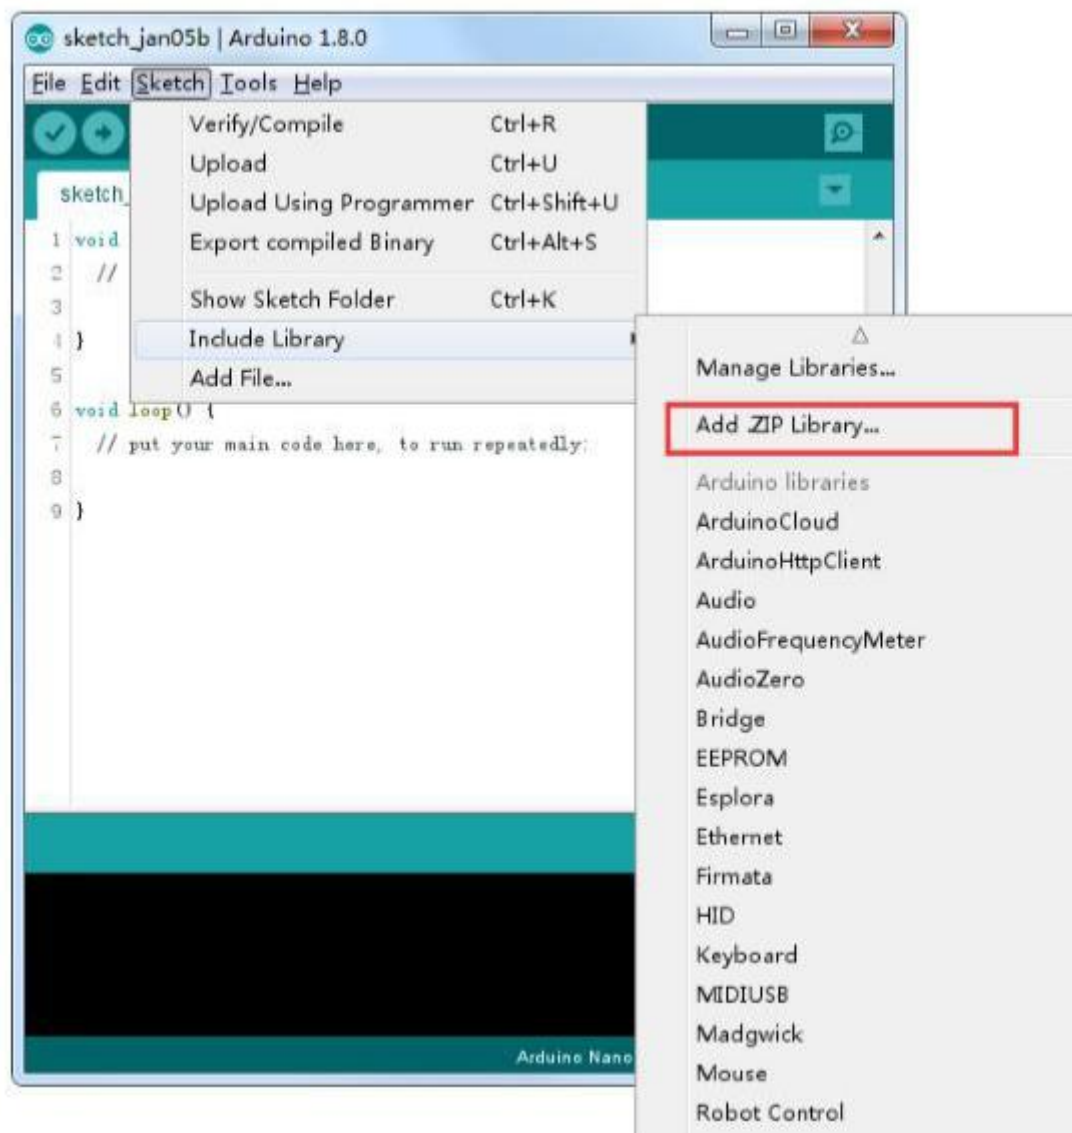 sketch_jan05b | Arduino 1.8.0
File Edit Sketch Tools Help
Verify/Compile Ctrl+R
Upload Ctrl+U
Upload Using Programmer Ctrl+Shift+U
Export compiled Binary Ctrl+Alt+S
Show Sketch Folder Ctrl+K
Include Library
Add File...
sketch_
1 void
2 //
3
4 }
5
6 void loop() {
7 // put your main code here, to run repeatedly:
8
9 }
Manage Libraries...
Add .ZIP Library...
Arduino libraries
ArduinoCloud
ArduinoHttpClient
Audio
AudioFrequencyMeter
AudioZero
Bridge
EEPROM
Esplora
Ethernet
Firmata
HID
Keyboard
MIDIUSB
Madgwick
Mouse
Robot Control
Arduino Nano